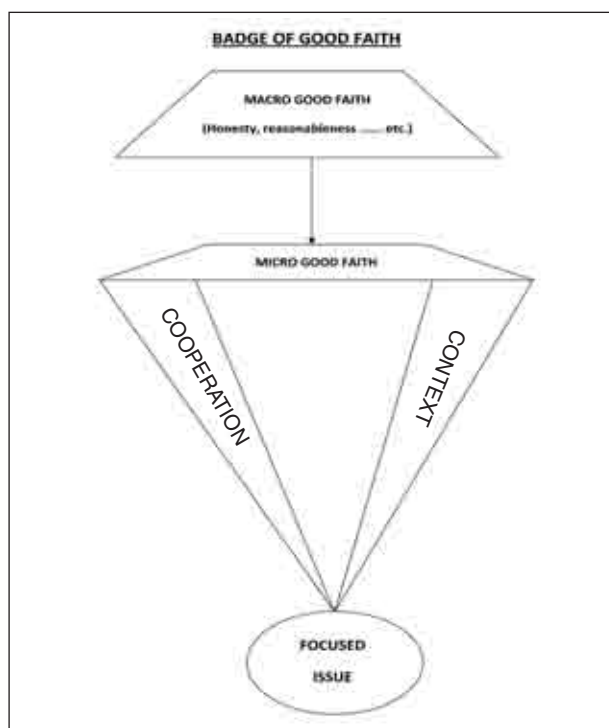 BADGE OF GOOD FAITH
MACRO GOOD FAITH
(Honesty, reasonableness ...... etc.)
MICRO GOOD FAITH
COOPERATION
CONTEXT
FOCUSED
ISSUE